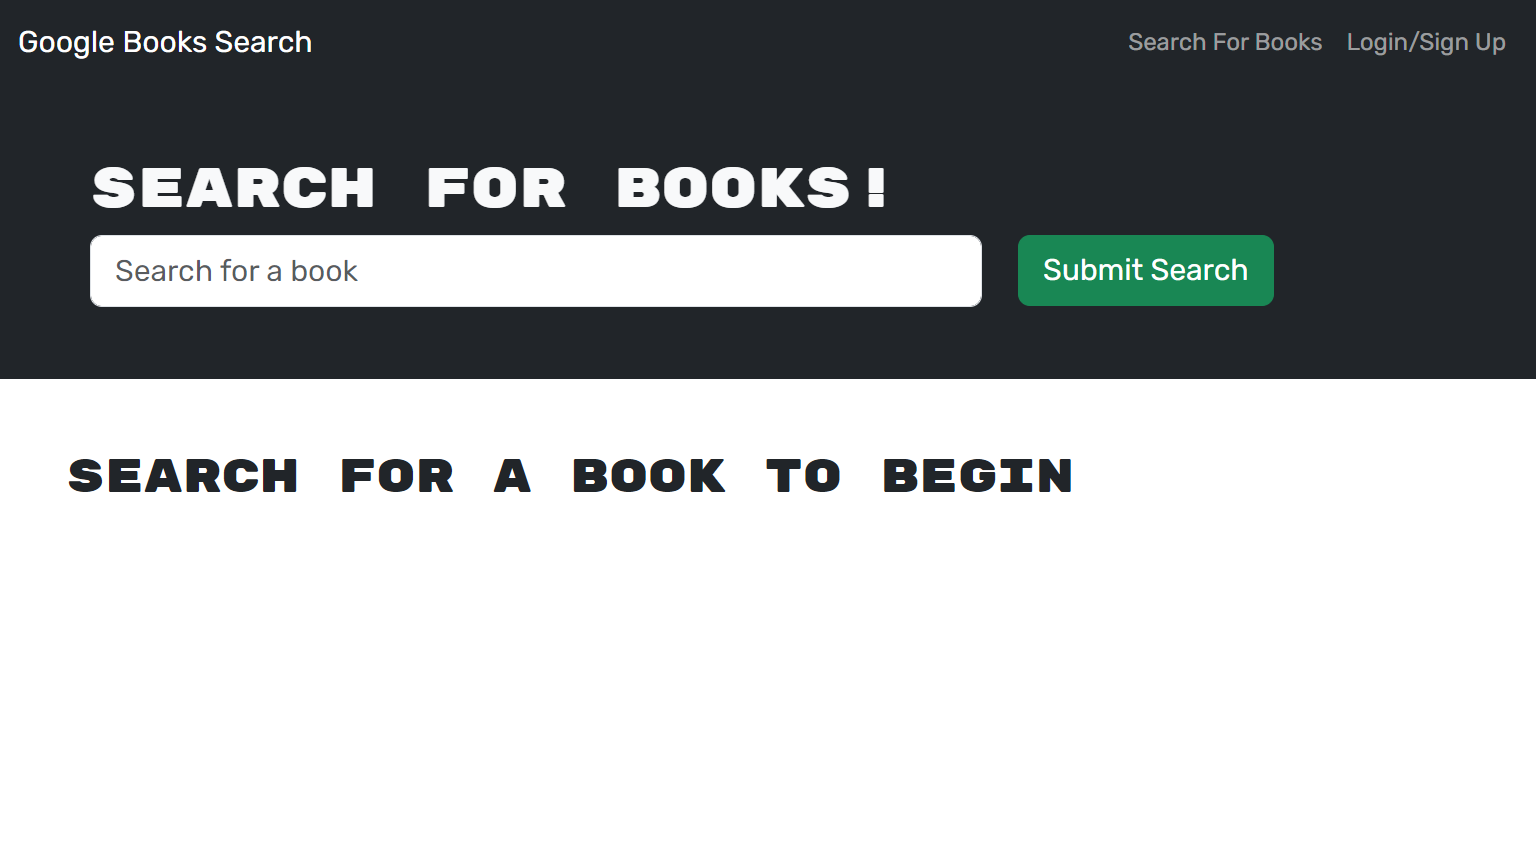 Google Books Search
Search For Books
Login/Sign Up
SEARCH FOR BOOKS!
Search for a book
Submit Search
SEARCH FOR A BOOK TO BEGIN